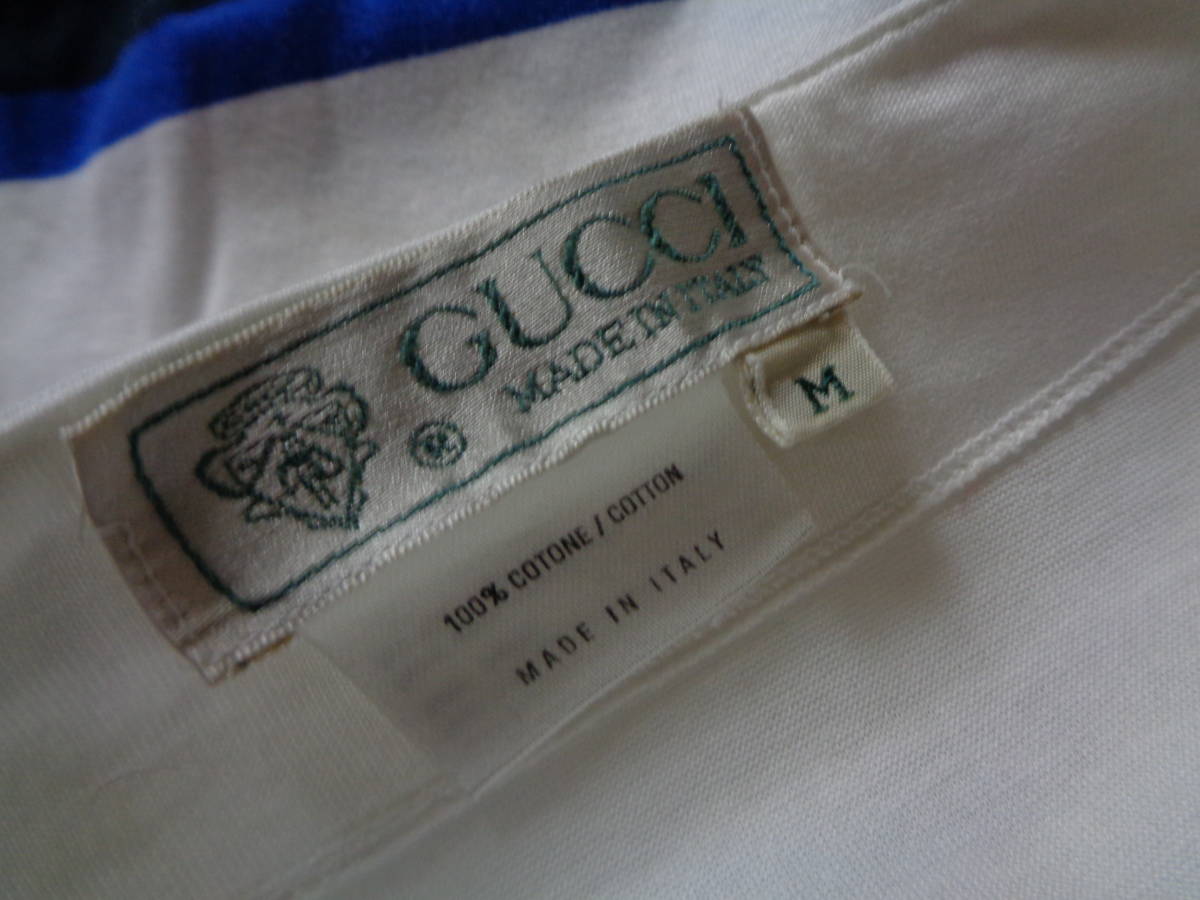 GUCCI
® MADE IN ITALY
M
100% COTONE / COTTON
MADE IN ITALY